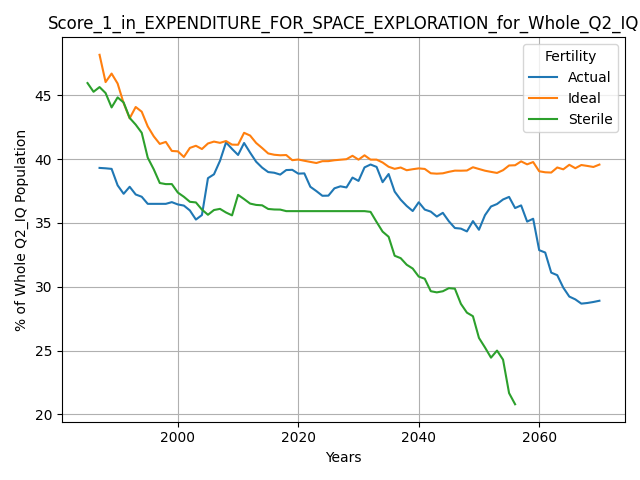 Score_1_in_EXPENDITURE_FOR_SPACE_EXPLORATION_for_Whole_Q2_IQ
Fertility
Actual
Ideal
Sterile
% of Whole Q2_IQ Population
45
40
35
30
25
20
2000
2020
2040
2060
Years